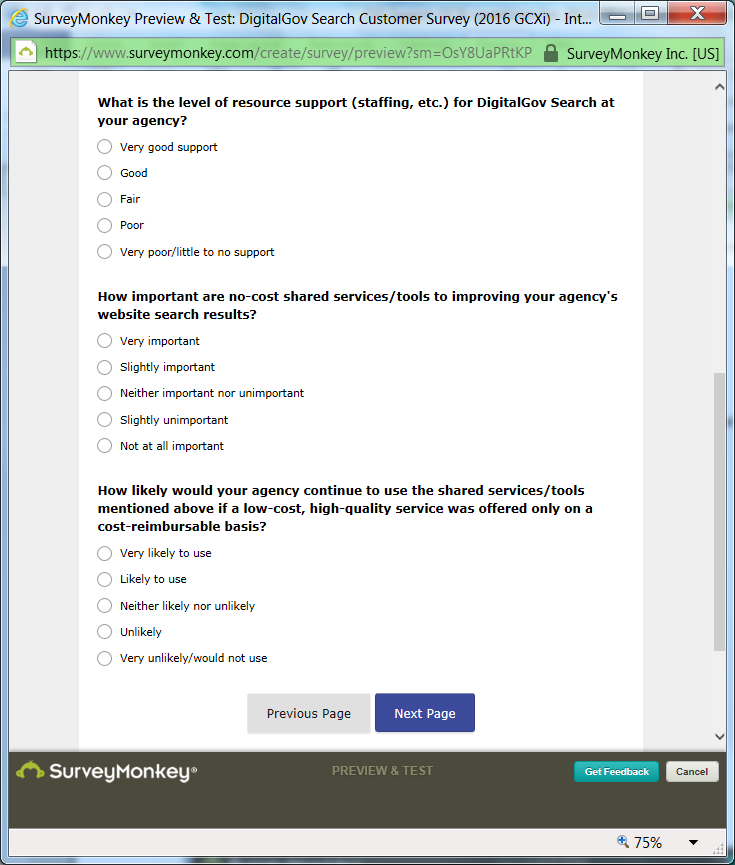 SurveyMonkey Preview & Test: DigitalGov Search Customer Survey (2016 GCXi) - Int...
https://www.surveymonkey.com/create/survey/preview?sm=OsY8UaPRtKP SurveyMonkey Inc. [US]
What is the level of resource support (staffing, etc.) for DigitalGov Search at
your agency?
Very good support
Good
Fair
Poor
Very poor/little to no support
How important are no-cost shared services/tools to improving your agency's
website search results?
Very important
Slightly important
Neither important nor unimportant
Slightly unimportant
Not at all important
How likely would your agency continue to use the shared services/tools
mentioned above if a low-cost, high-quality service was offered only on a
cost-reimbursable basis?
Very likely to use
Likely to use
Neither likely nor unlikely
Unlikely
Very unlikely/would not use
Previous Page Next Page
SurveyMonkey® PREVIEW & TEST Get Feedback Cancel
75%